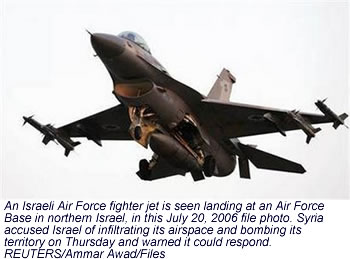 An Israeli Air Force fighter jet is seen landing at an Air Force
Base in northern Israel, in this July 20, 2006 file photo. Syria
accused Israel of infiltrating its airspace and bombing its
territory on Thursday and warned it could respond.
REUTERS/Ammar Awad/Files